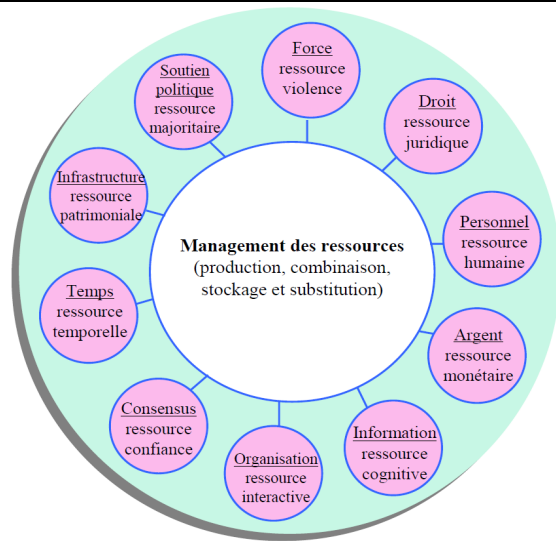 Force
ressource
violence
Droit
ressource
juridique
Personnel
ressource
humaine
Argent
ressource
monétaire
Information
ressource
cognitive
Organisation
ressource
interactive
Consensus
ressource
confiance
Temps
ressource
temporelle
Infrastructure
ressource
patrimoniale
Soutien
politique
ressource
majoritaire
Management des ressources
(production, combinaison,
stockage et substitution)